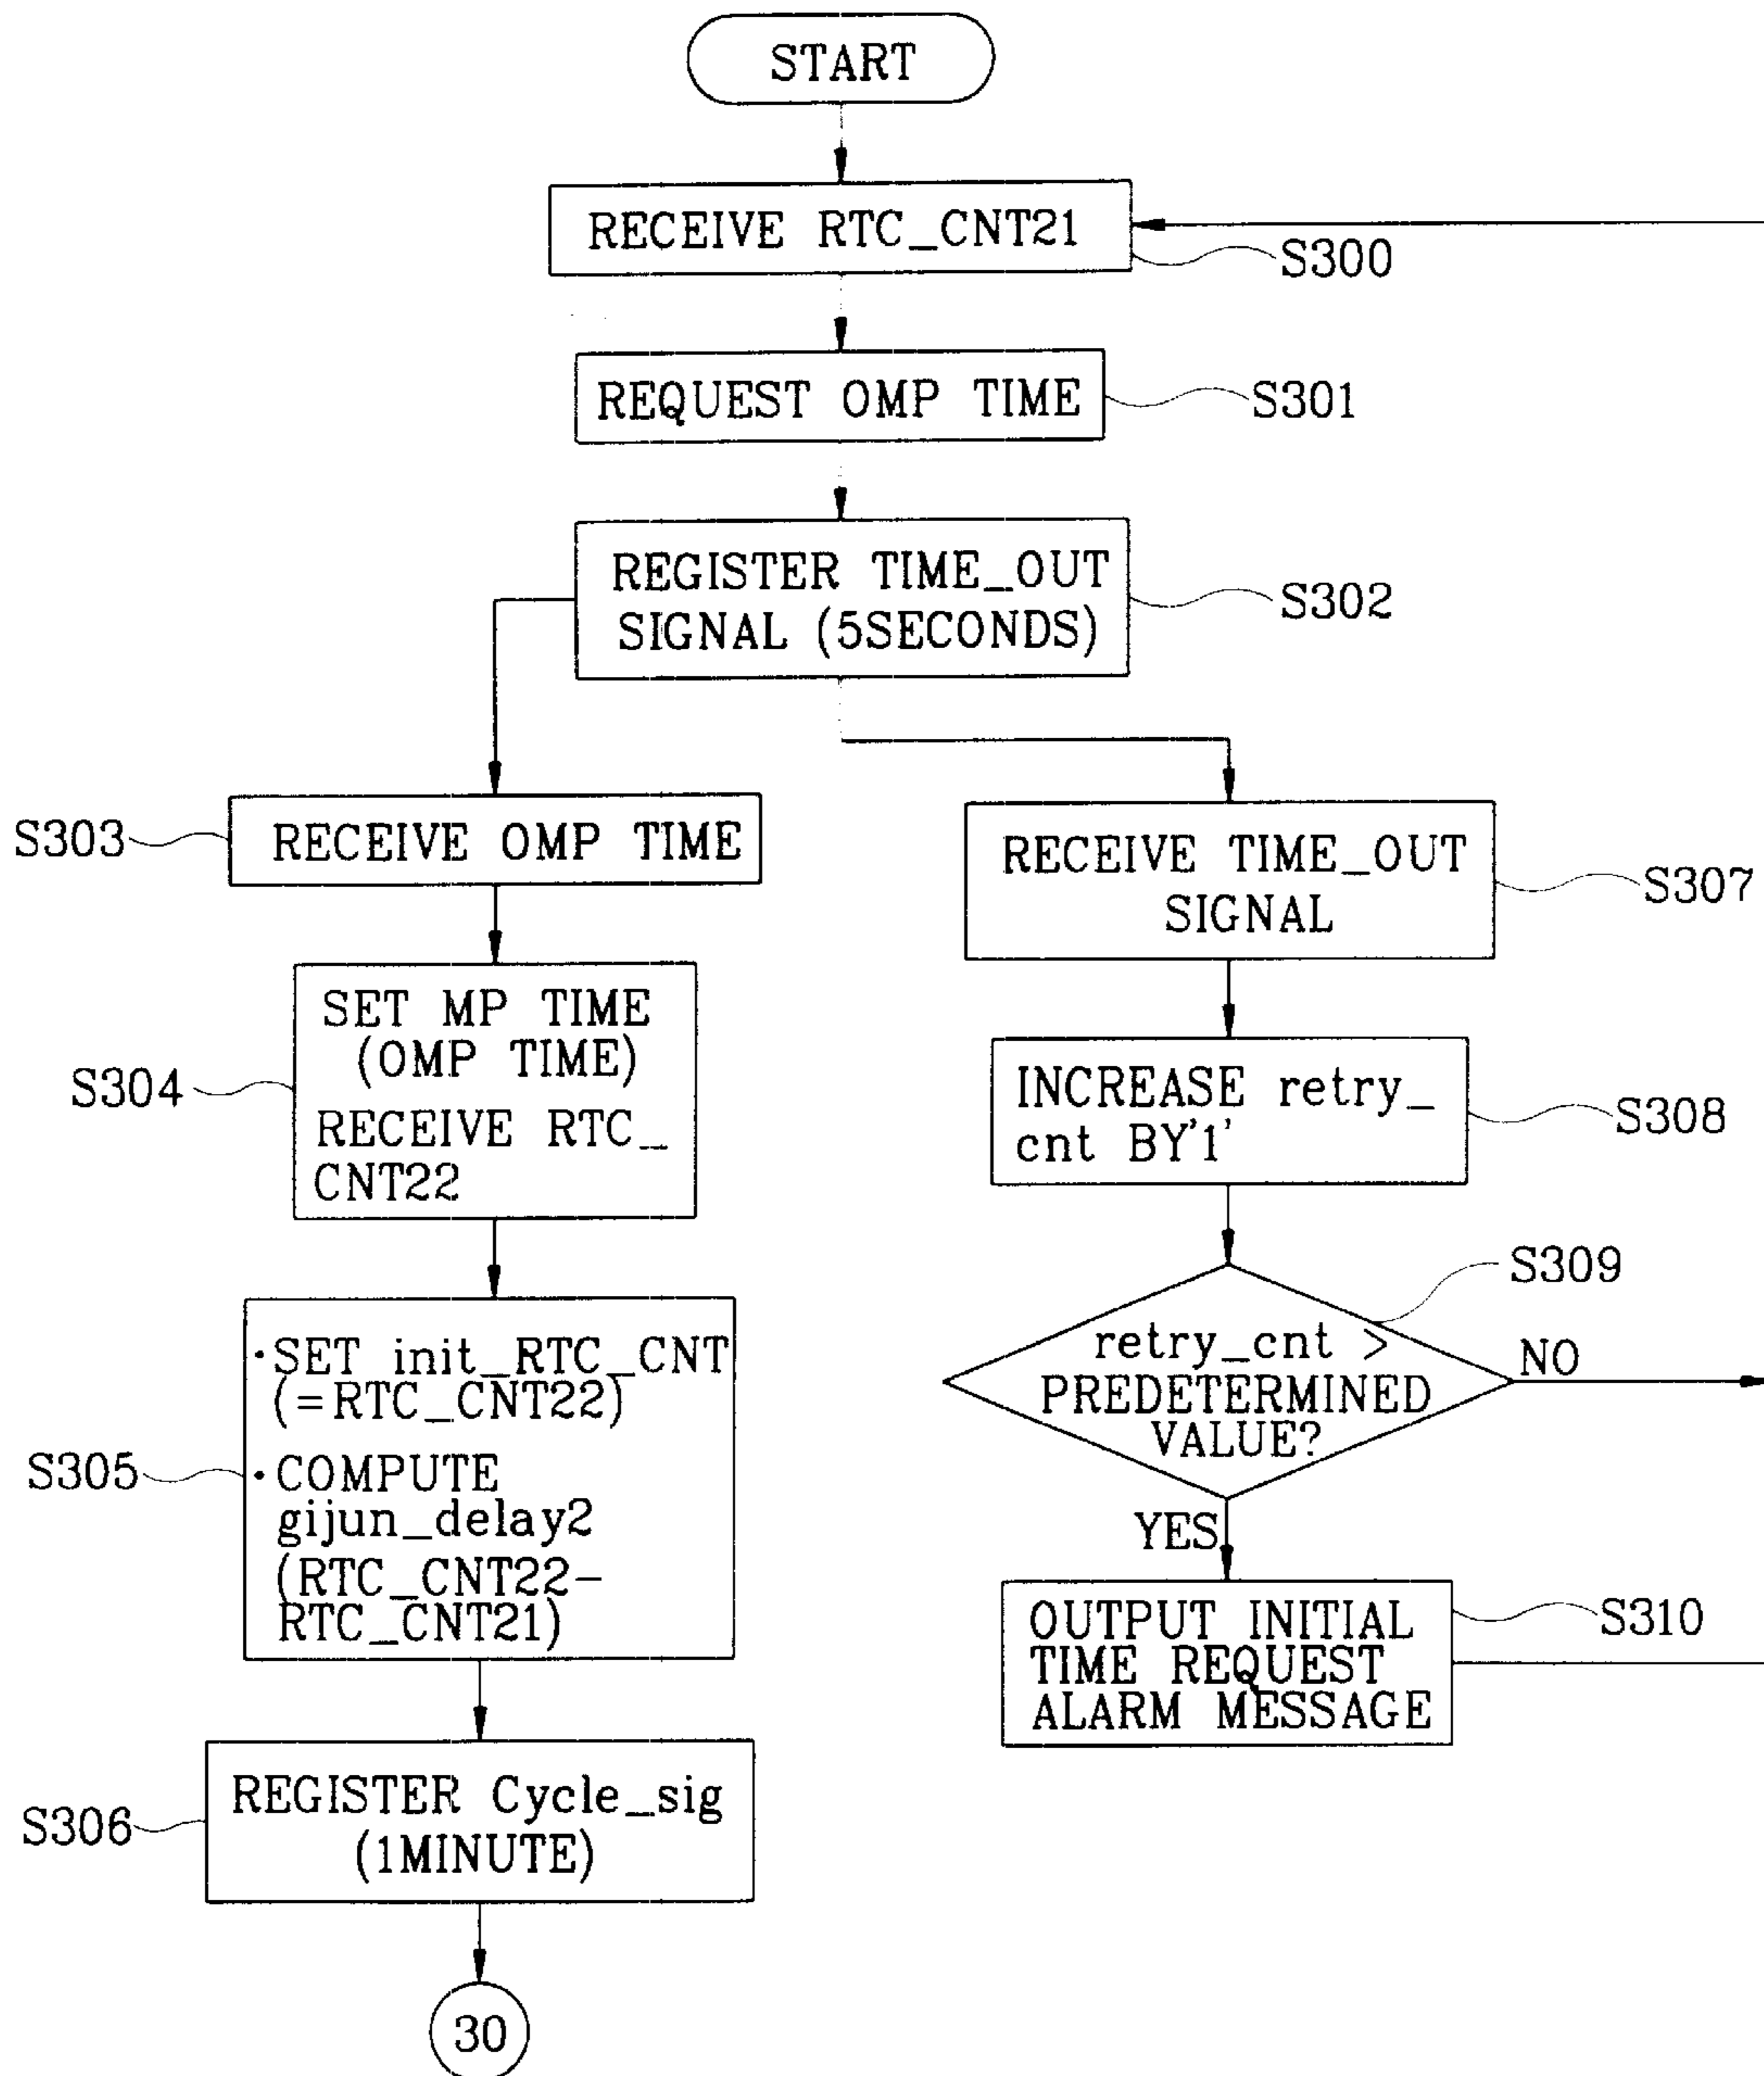 START
RECEIVE RTC_CNT21
S300
REQUEST OMP TIME
S301
REGISTER TIME_OUT
SIGNAL (5SECONDS)
S302
S303
RECEIVE OMP TIME
RECEIVE TIME_OUT
SIGNAL
S307
SET MP TIME
(OMP TIME)
RECEIVE RTC_
CNT22
S304
INCREASE retry_
cnt BY'1'
S308
S309
retry_cnt >
PREDETERMINED
VALUE?
NO
YES
·SET init_RTC_CNT
(=RTC_CNT22)
·COMPUTE
gijun_delay2
(RTC_CNT22-
RTC_CNT21)
S305
OUTPUT INITIAL
TIME REQUEST
ALARM MESSAGE
S310
REGISTER Cycle_sig
(1MINUTE)
S306
30